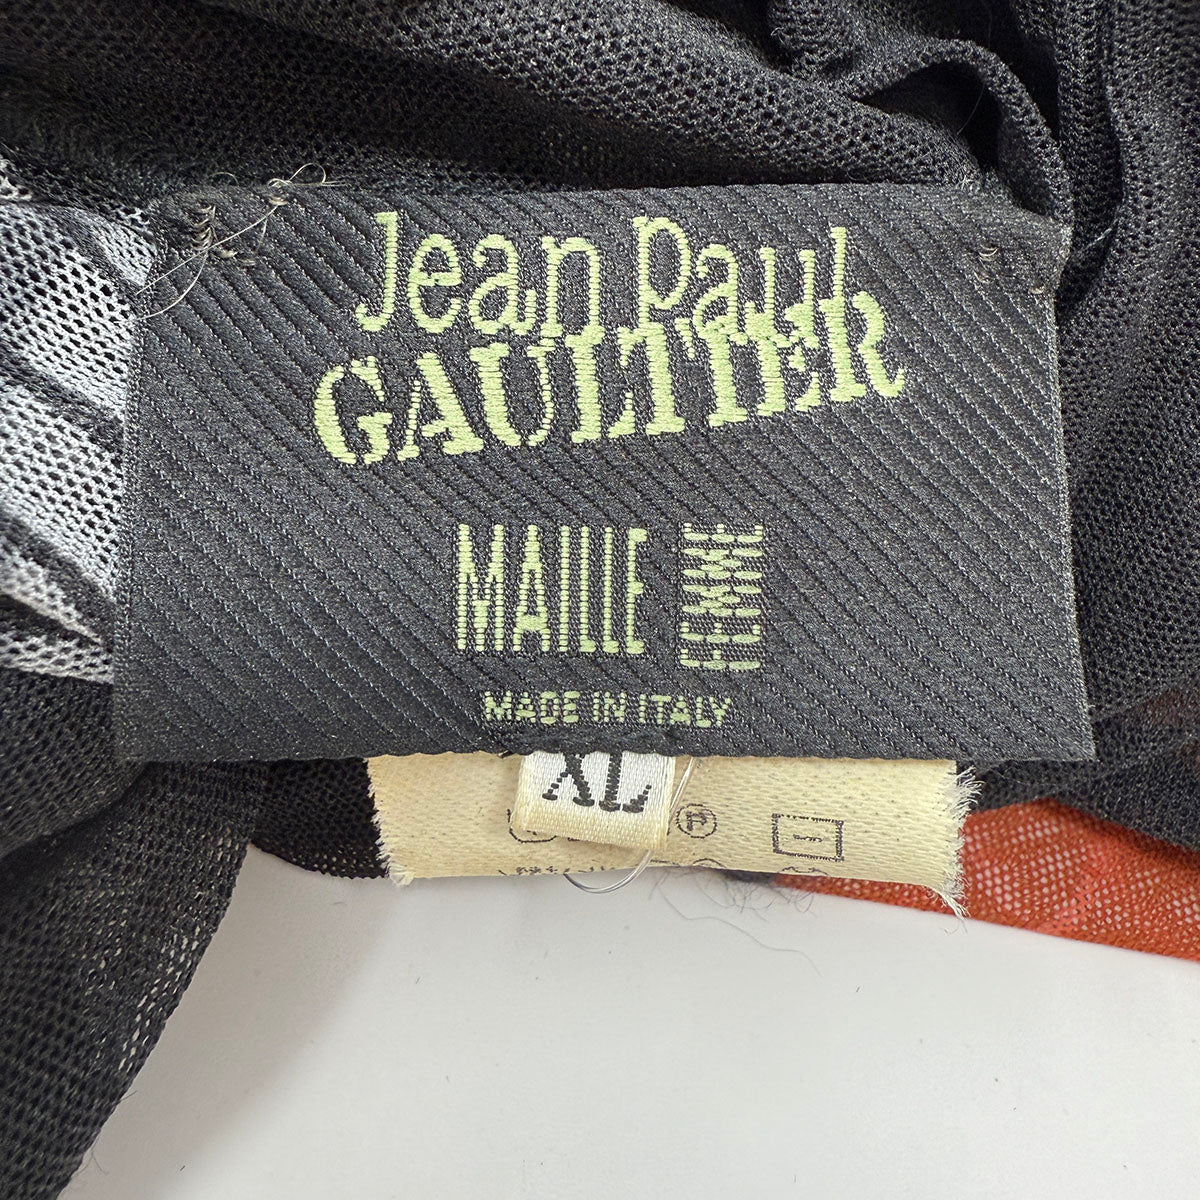 Jean Paul
GAULTIER
MAILLE FEMME
MADE IN ITALY
XL
P